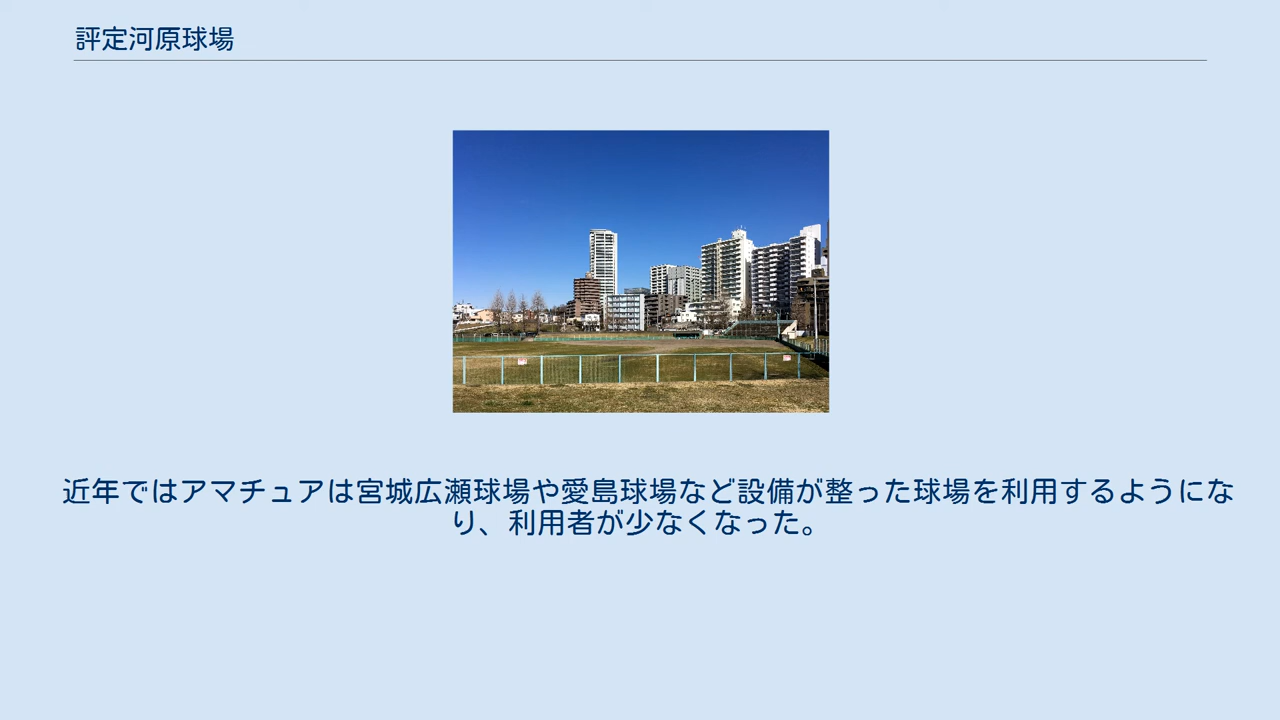 評定河原球場
近年ではアマチュアは宮城広瀬球場や愛島球場など設備が整った球場を利用するようにな
り、利用者が少なくなった。